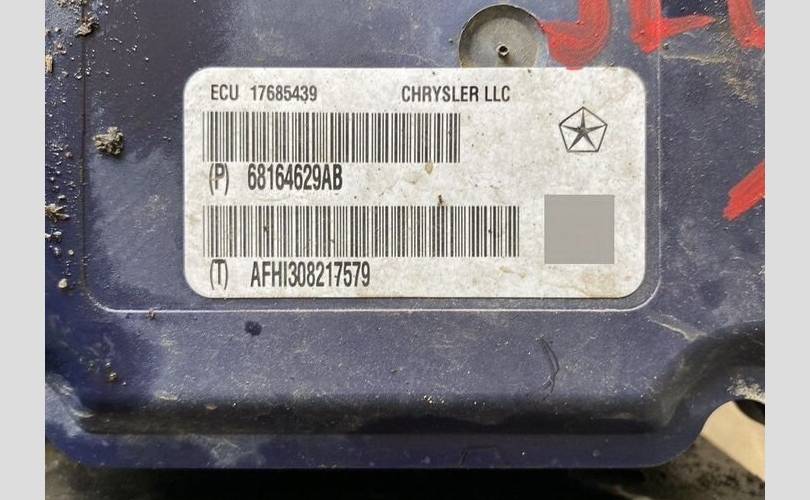 ECU 17685439 CHRYSLER LLC
(P) 68164629AB
(T) AFHI308217579